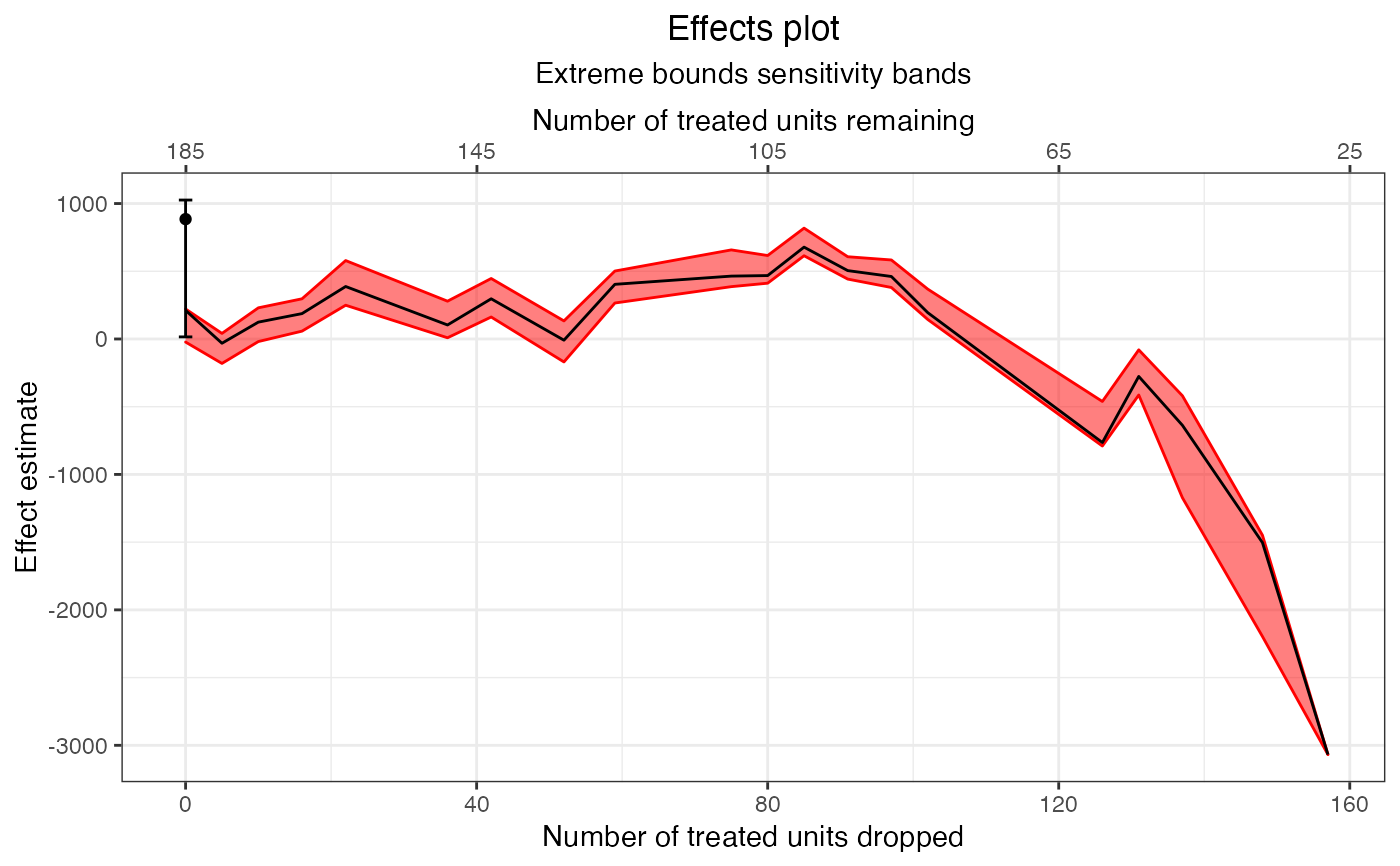 Effects plot
Extreme bounds sensitivity bands
Number of treated units remaining
185 145 105 65 25
1000
0
-1000
-2000
-3000
Effect estimate
0 40 80 120 160
Number of treated units dropped